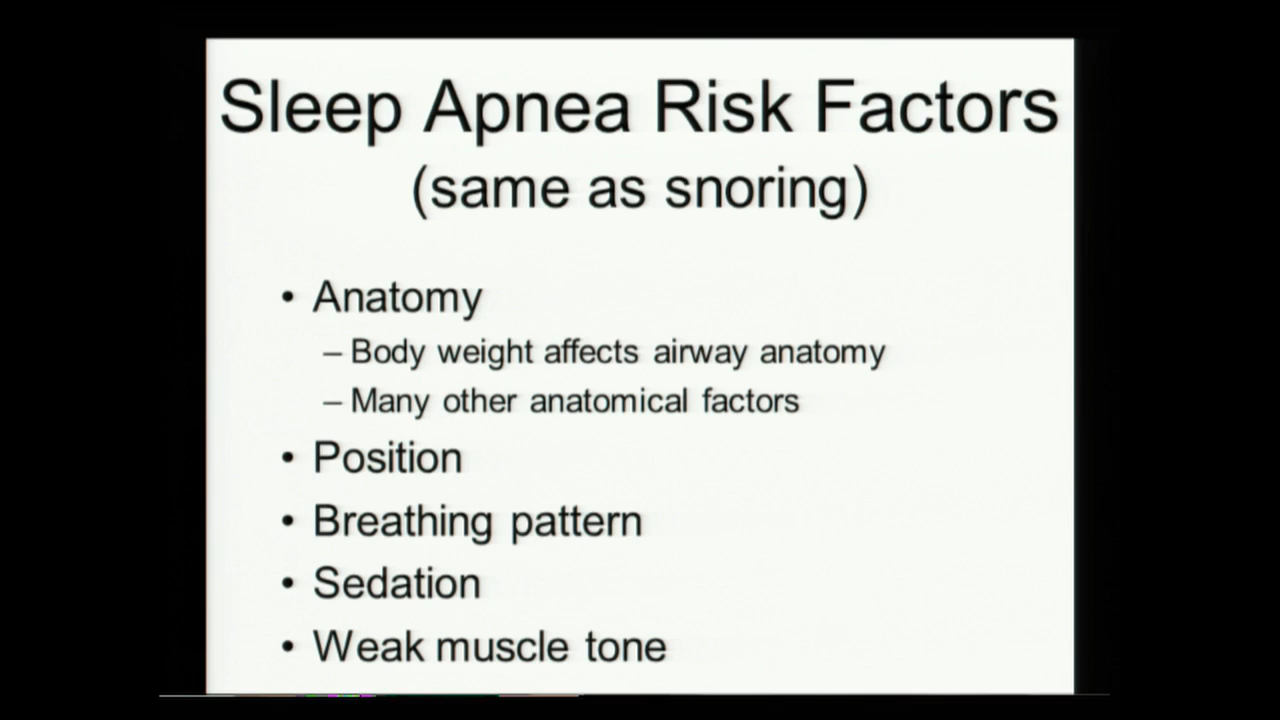 Sleep Apnea Risk Factors
(same as snoring)
• Anatomy
– Body weight affects airway anatomy
– Many other anatomical factors
• Position
• Breathing pattern
• Sedation
• Weak muscle tone